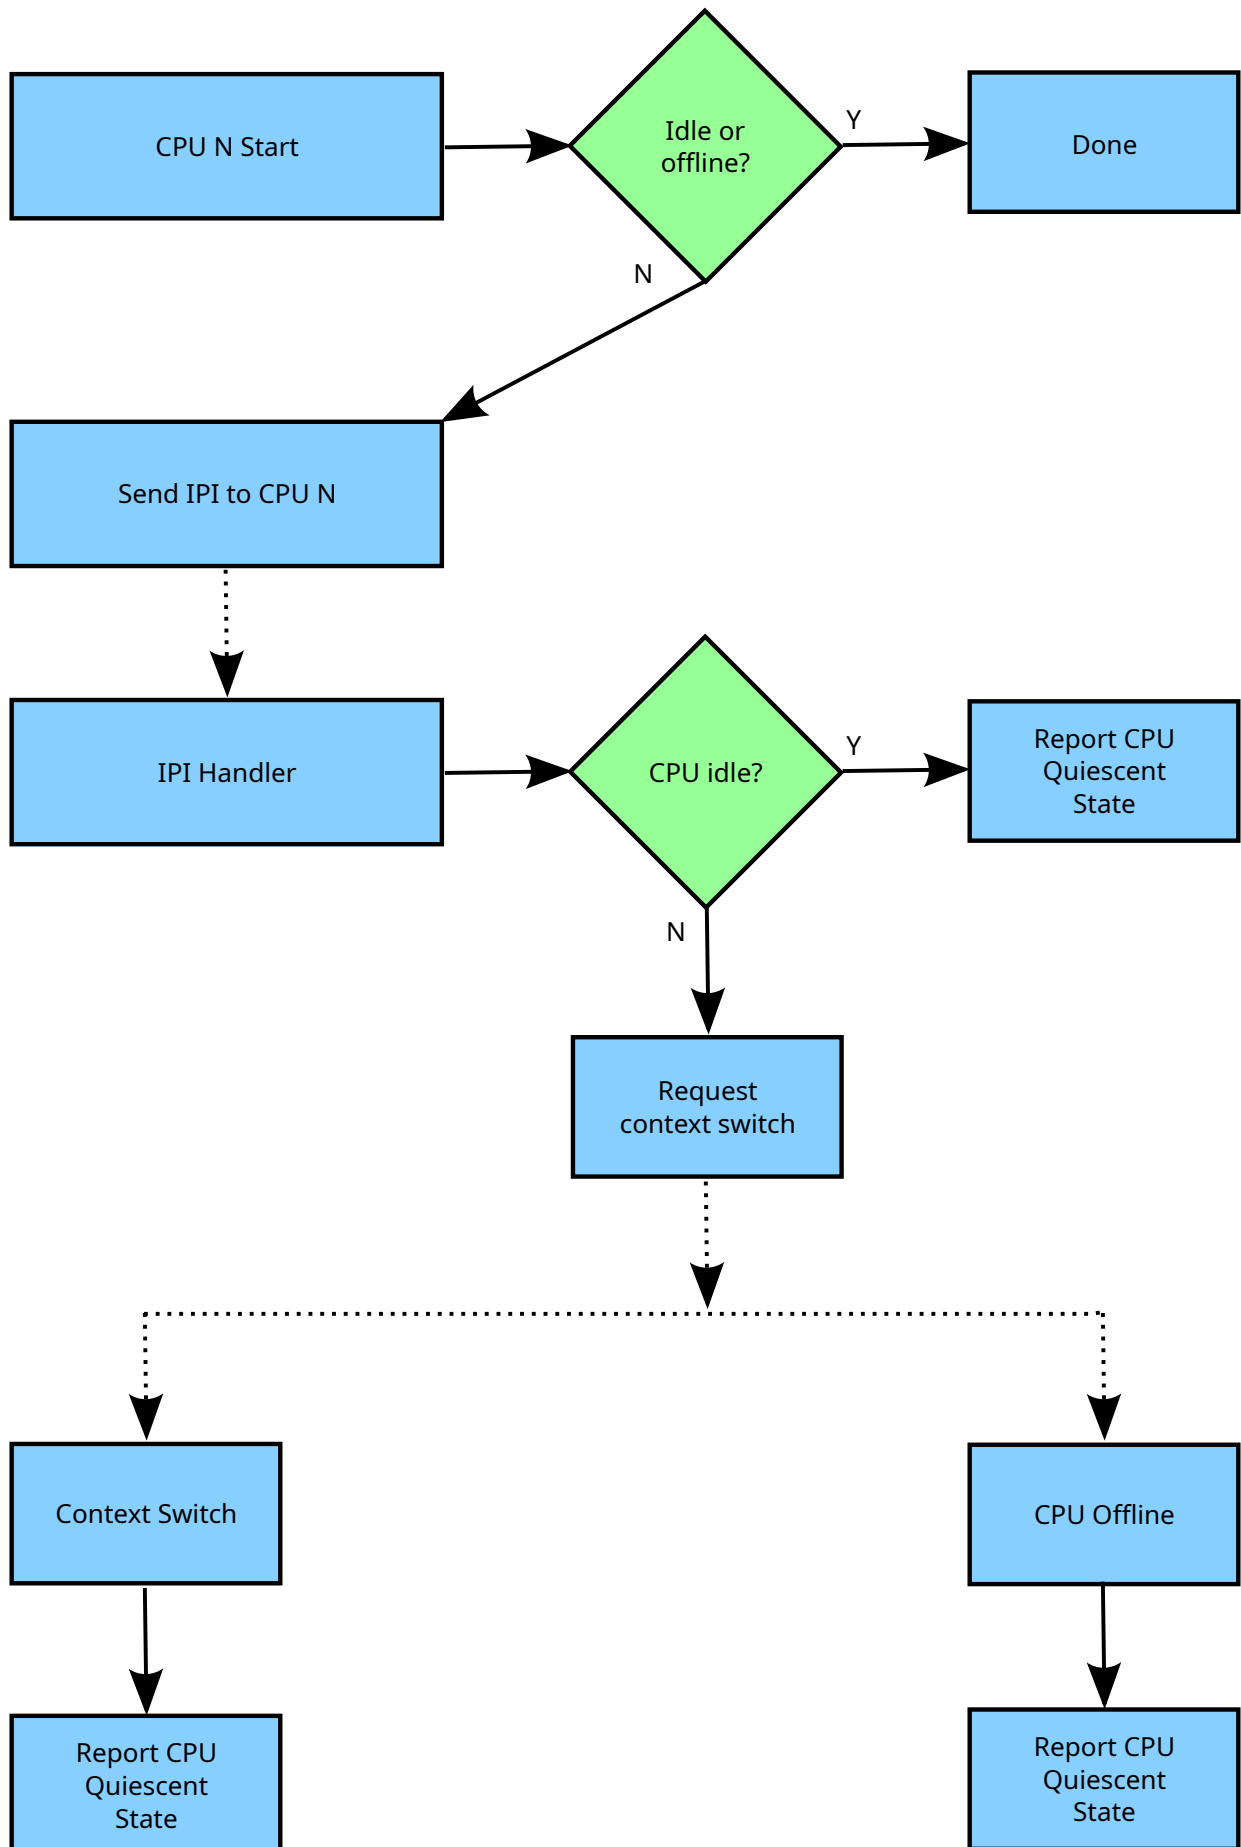 CPU N Start
Idle or
offline?
Y
Done
N
Send IPI to CPU N
IPI Handler
CPU idle?
Y
Report CPU
Quiescent
State
N
Request
context switch
Context Switch
CPU Offline
Report CPU
Quiescent
State
Report CPU
Quiescent
State